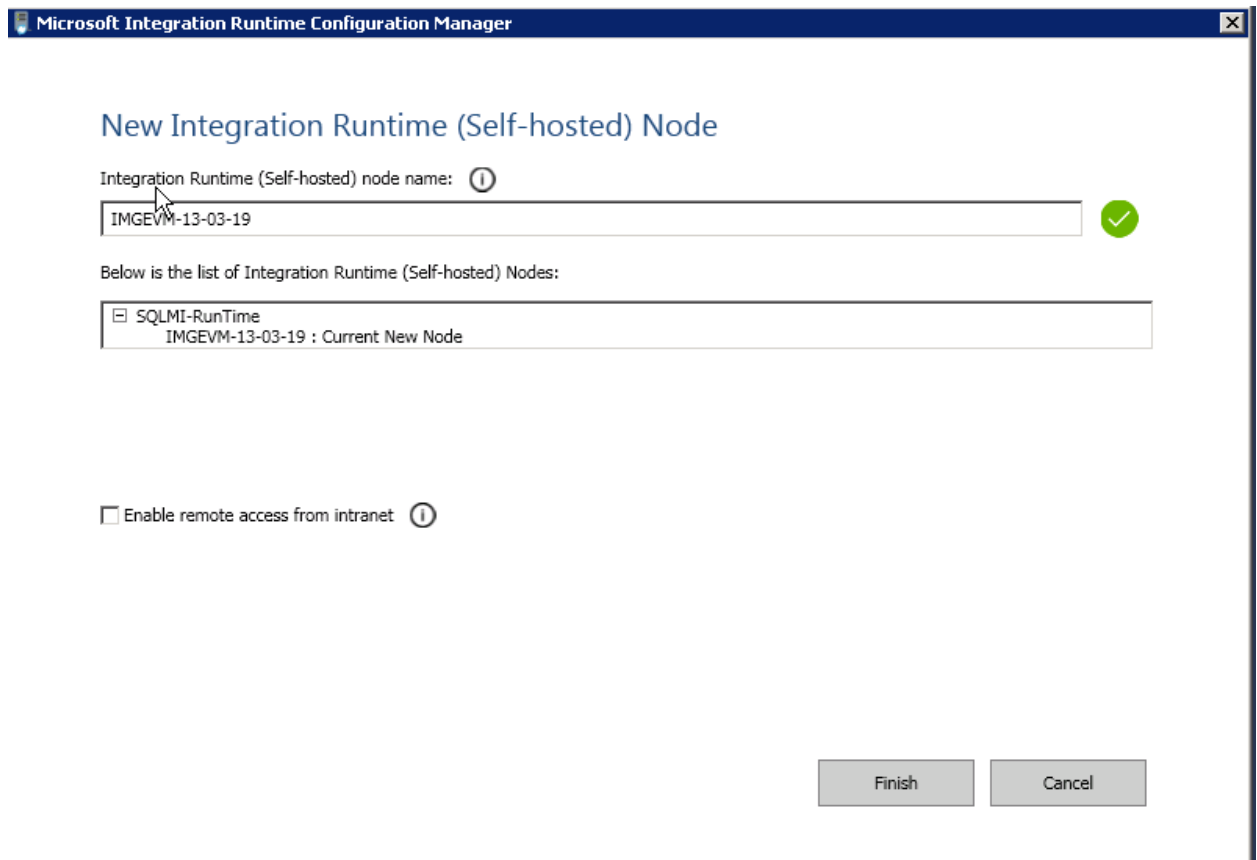 Microsoft Integration Runtime Configuration Manager
New Integration Runtime (Self-hosted) Node
Integration Runtime (Self-hosted) node name:
IMGEVM-13-03-19
Below is the list of Integration Runtime (Self-hosted) Nodes:
SQLMI-RunTime
IMGEVM-13-03-19 : Current New Node
Enable remote access from intranet
Finish
Cancel